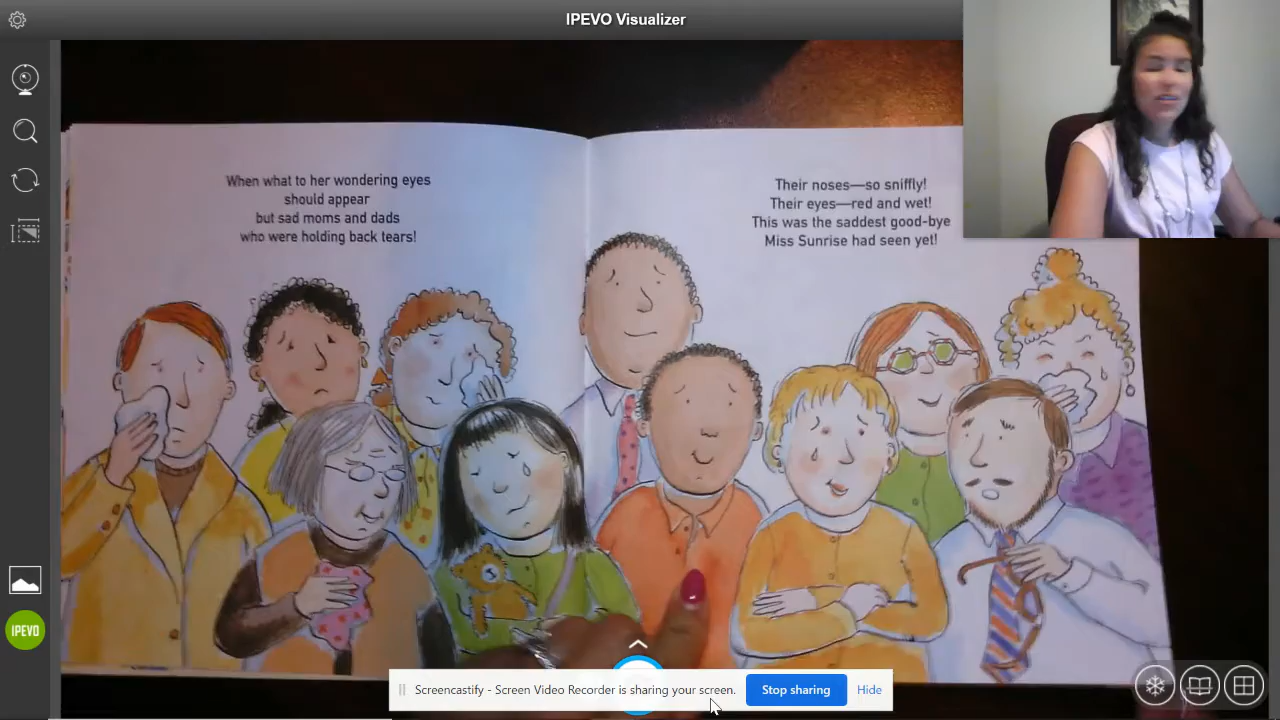 IPEVO Visualizer
When what to her wondering eyes
should appear
but sad moms and dads
who were holding back tears!
Their noses—so sniffly!
Their eyes—red and wet!
This was the saddest good-bye
Miss Sunrise had seen yet!
IPEVO
Screencastify - Screen Video Recorder is sharing your screen.
Stop sharing
Hide